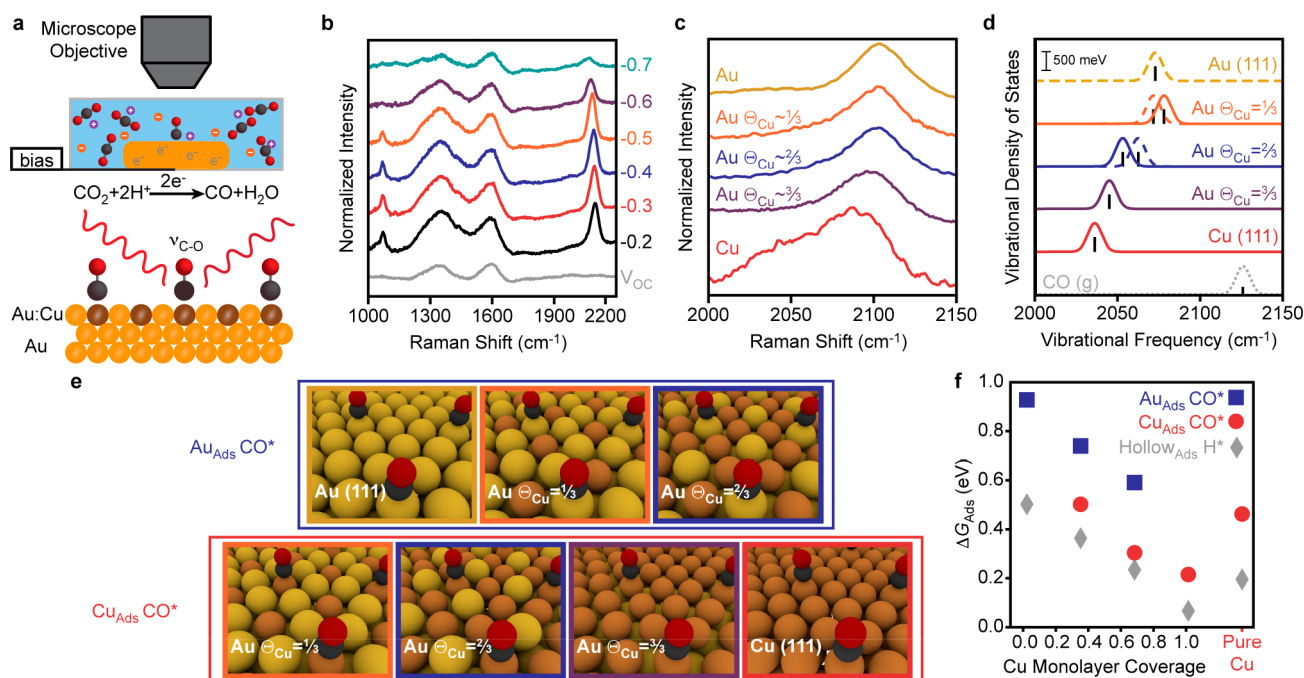 a
Microscope
Objective
bias
e⁻ e⁻ e⁻ e⁻
2e⁻
CO₂+2H⁺ → CO+H₂O
νC-O
Au:Cu
Au
b
Normalized Intensity
-0.7
-0.6
-0.5
-0.4
-0.3
-0.2
VOC
1000 1300 1600 1900 2200
Raman Shift (cm⁻¹)
c
Normalized Intensity
Au
Au ΘCu~⅓
Au ΘCu~⅔
Au ΘCu~3⁄3
Cu
2000 2050 2100 2150
Raman Shift (cm⁻¹)
d
Vibrational Density of States
500 meV
Au (111)
Au ΘCu=⅓
Au ΘCu=⅔
Au ΘCu=3⁄3
Cu (111)
CO (g)
2000 2050 2100 2150
Vibrational Frequency (cm⁻¹)
e
AuAds CO*
Au (111)
Au ΘCu=⅓
Au ΘCu=⅔
CuAds CO*
Au ΘCu=⅓
Au ΘCu=⅔
Au ΘCu=3⁄3
Cu (111)
f
ΔGAds (eV)
1.0
0.8
0.6
0.4
0.2
0.0
AuAds CO*
CuAds CO*
HollowAds H*
0.0 0.2 0.4 0.6 0.8 1.0
Pure
Cu
Cu Monolayer Coverage